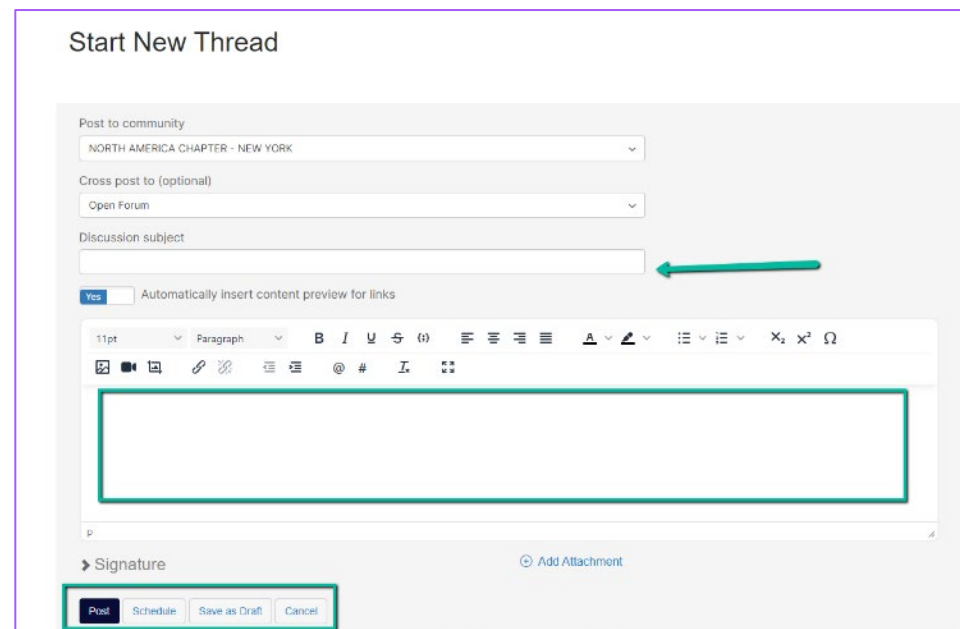 Start New Thread
Post to community
NORTH AMERICA CHAPTER - NEW YORK
Cross post to (optional)
Open Forum
Discussion subject
Yes Automatically insert content preview for links
11pt Paragraph B I U S {;} A X₂ X² Ω
@ # I
P
Signature Add Attachment
Post Schedule Save as Draft Cancel